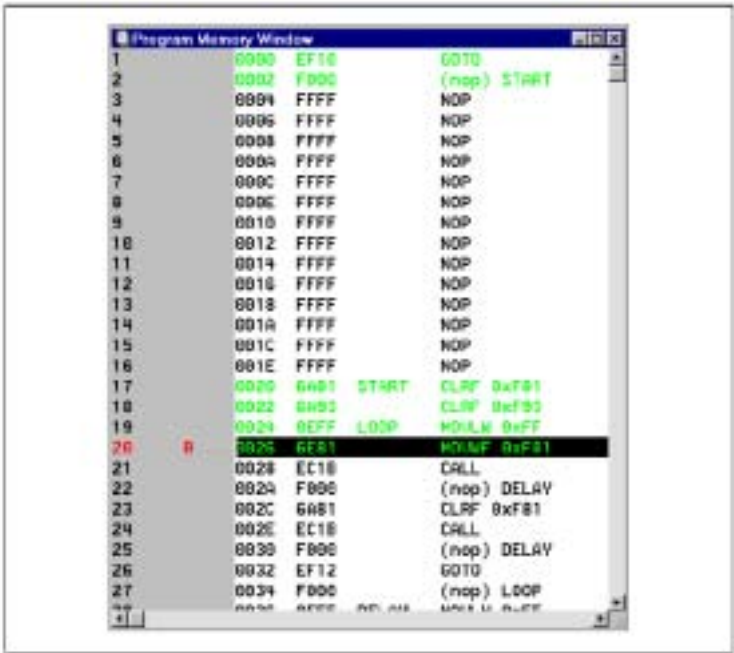 Program Memory Window
1 0000 EF10 GOTO
2 0002 F000 (nop) START
3 0004 FFFF NOP
4 0006 FFFF NOP
5 0008 FFFF NOP
6 000A FFFF NOP
7 000C FFFF NOP
8 000E FFFF NOP
9 0010 FFFF NOP
10 0012 FFFF NOP
11 0014 FFFF NOP
12 0016 FFFF NOP
13 0018 FFFF NOP
14 001A FFFF NOP
15 001C FFFF NOP
16 001E FFFF NOP
17 0020 6A81 START CLRF 0xF81
18 0022 6A93 CLRF 0xF93
19 0024 0EFF LOOP MOVLW 0xFF
20 B 0026 6E81 MOVWF 0xF81
21 0028 EC1B CALL
22 002A F000 (nop) DELAY
23 002C 6A81 CLRF 0xF81
24 002E EC1B CALL
25 0030 F000 (nop) DELAY
26 0032 EF12 GOTO
27 0034 F000 (nop) LOOP